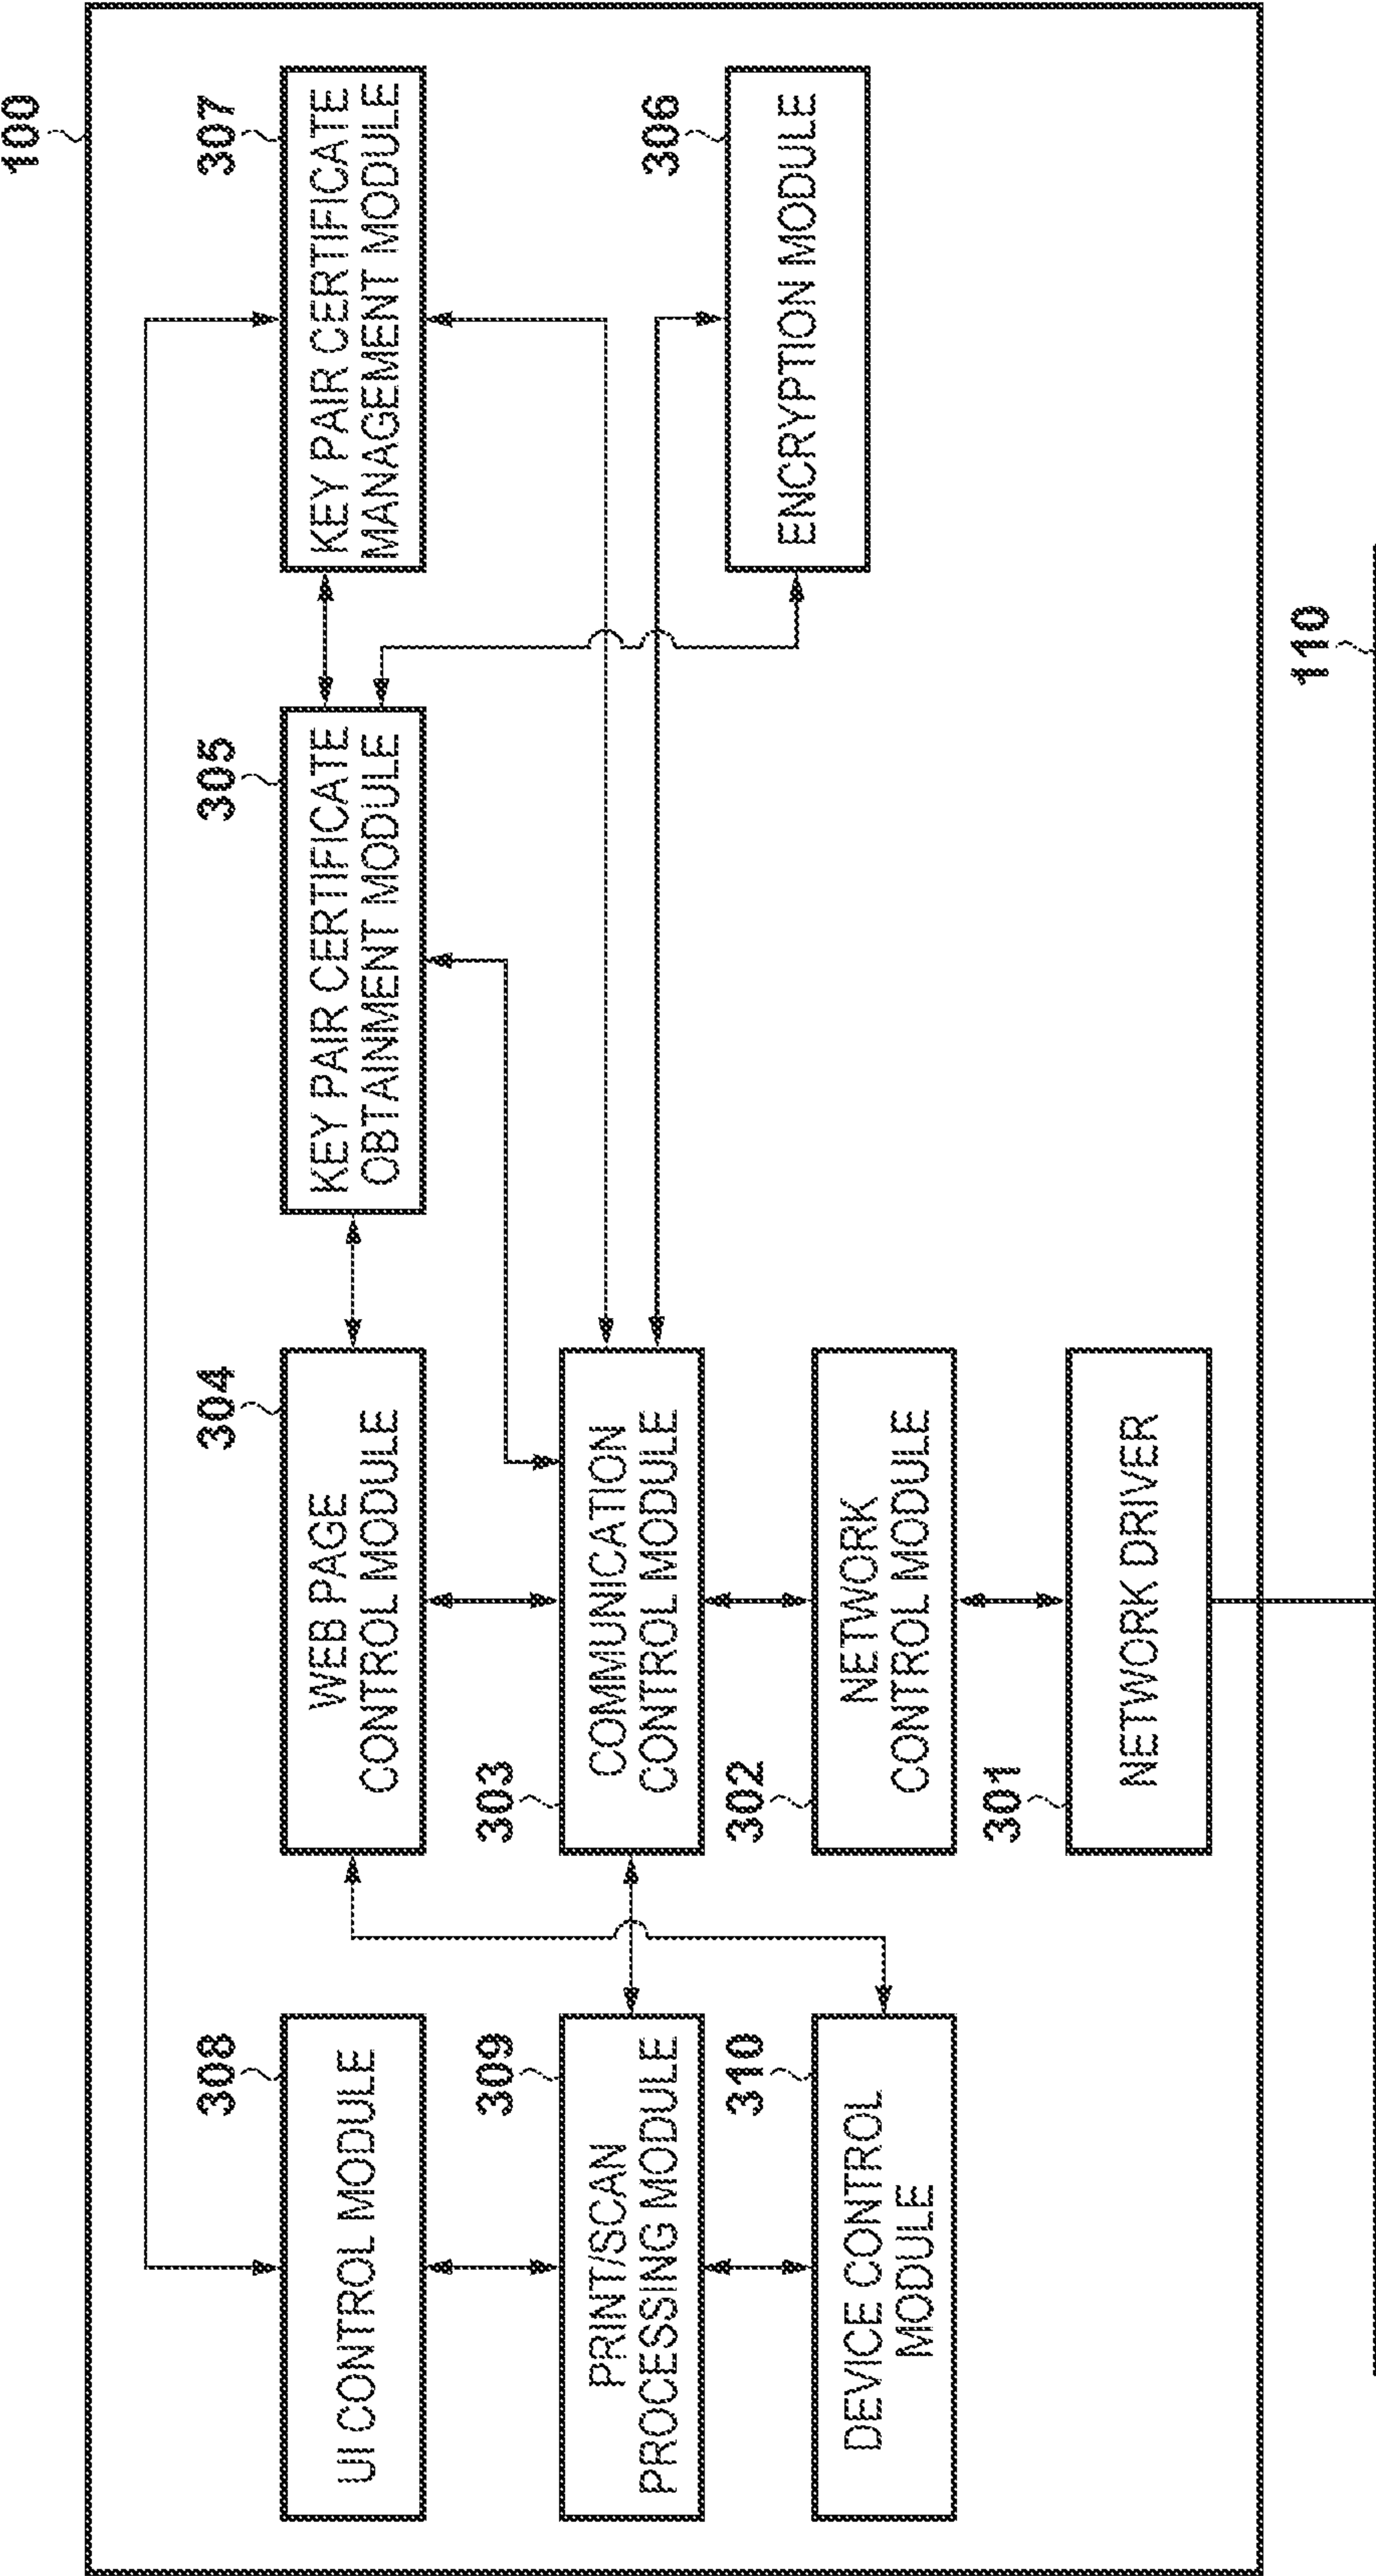 100
308
UI CONTROL MODULE
304
WEB PAGE
CONTROL MODULE
305
KEY PAIR CERTIFICATE
OBTAINMENT MODULE
307
KEY PAIR CERTIFICATE
MANAGEMENT MODULE
309
PRINT/SCAN
PROCESSING MODULE
303
COMMUNICATION
CONTROL MODULE
306
ENCRYPTION MODULE
310
DEVICE CONTROL
MODULE
302
NETWORK
CONTROL MODULE
301
NETWORK DRIVER
110